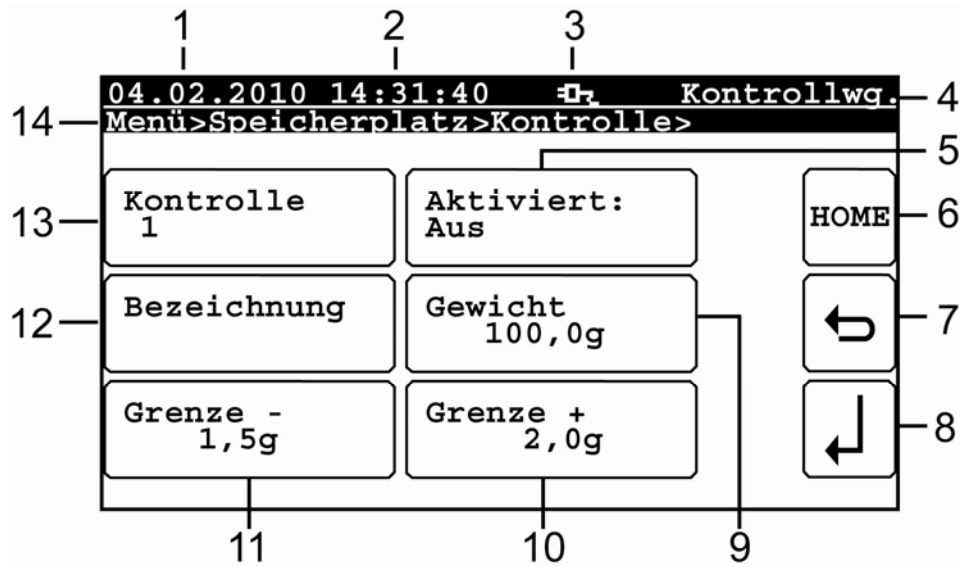 1 2 3
04.02.2010 14:31:40 Kontrollwg. 4
14 Menü>Speicherplatz>Kontrolle>
5
13 Kontrolle Aktiviert: HOME 6
1 Aus
12 Bezeichnung Gewicht 7
100,0g
Grenze - Grenze + 8
1,5g 2,0g
11 10 9